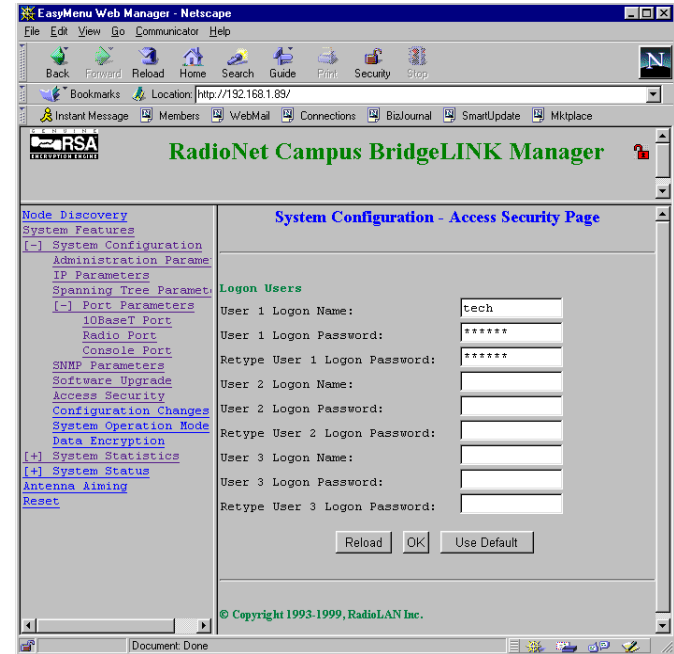 EasyMenu Web Manager - Netscape
File Edit View Go Communicator Help
Back Forward Reload Home Search Guide Print Security Stop
N
Bookmarks Location: http://192.168.1.89/
Instant Message Members WebMail Connections BizJournal SmartUpdate Mktplace
GENUINE
RSA
ENCRYPTION ENGINE
RadioNet Campus BridgeLINK Manager
Node Discovery
System Features
[-] System Configuration
Administration Parame
IP Parameters
Spanning Tree Paramet
[-] Port Parameters
10BaseT Port
Radio Port
Console Port
SNMP Parameters
Software Upgrade
Access Security
Configuration Changes
System Operation Mode
Data Encryption
[+] System Statistics
[+] System Status
Antenna Aiming
Reset
System Configuration - Access Security Page
Logon Users
User 1 Logon Name: tech
User 1 Logon Password: ******
Retype User 1 Logon Password: ******
User 2 Logon Name:
User 2 Logon Password:
Retype User 2 Logon Password:
User 3 Logon Name:
User 3 Logon Password:
Retype User 3 Logon Password:
Reload OK Use Default
© Copyright 1993-1999, RadioLAN Inc.
Document: Done